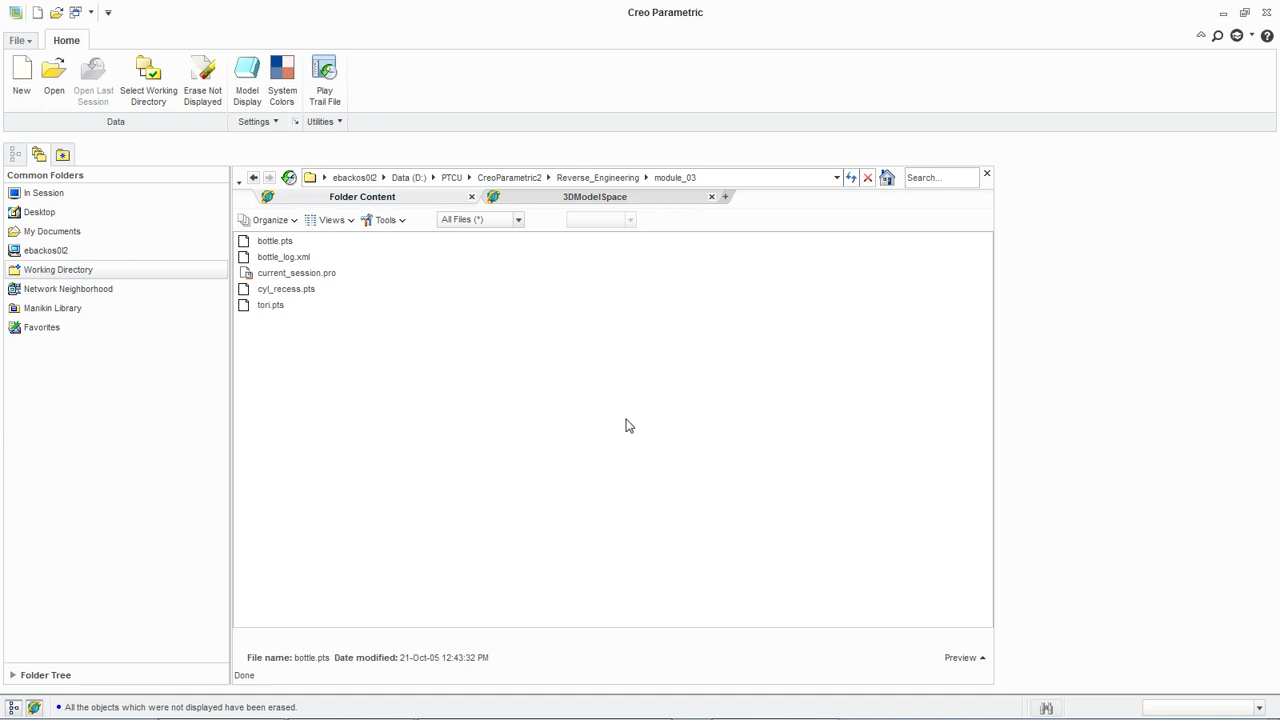 Creo Parametric
File
Home
New
Open
Open Last Session
Select Working Directory
Erase Not Displayed
Model Display
System Colors
Play Trail File
Data
Settings
Utilities
Common Folders
In Session
Desktop
My Documents
ebackos0l2
Working Directory
Network Neighborhood
Manikin Library
Favorites
Folder Tree
ebackos0l2 Data (D:) PTCU CreoParametric2 Reverse_Engineering module_03
Search...
Folder Content
3DModelSpace
Organize
Views
Tools
All Files (*)
bottle.pts
bottle_log.xml
current_session.pro
cyl_recess.pts
tori.pts
File name: bottle.pts Date modified: 21-Oct-05 12:43:32 PM
Preview
Done
All the objects which were not displayed have been erased.